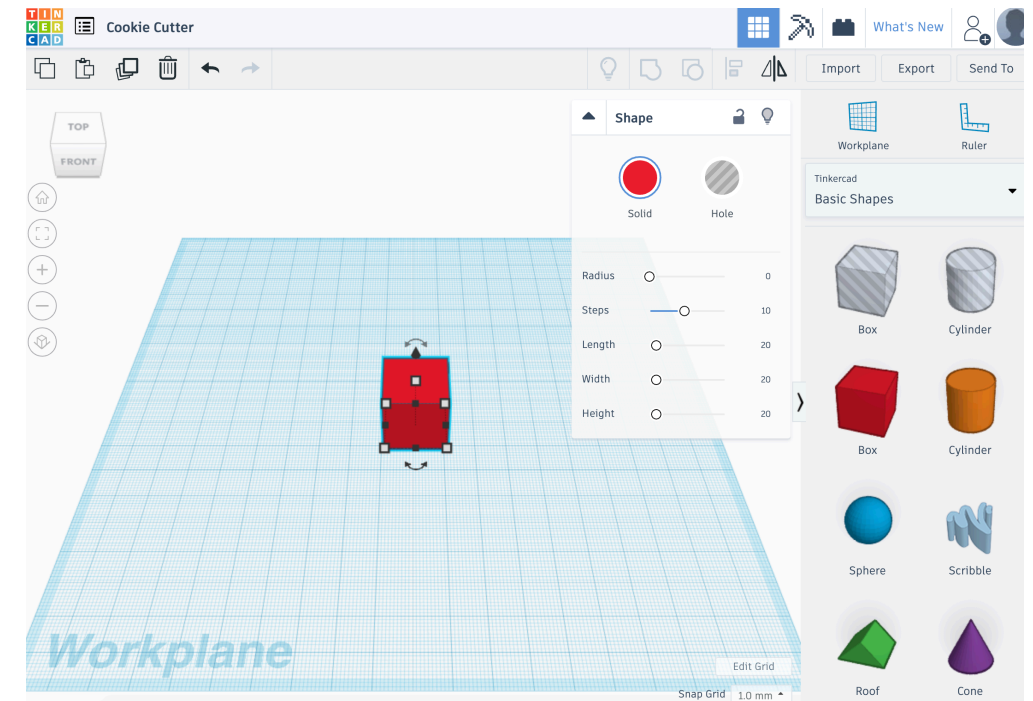 TIN
KER
CAD
Cookie Cutter
What's New
Import
Export
Send To
TOP
FRONT
Shape
Solid
Hole
Radius 0
Steps 10
Length 20
Width 20
Height 20
Workplane
Ruler
Tinkercad
Basic Shapes
Box
Cylinder
Box
Cylinder
Sphere
Scribble
Roof
Cone
Workplane
Edit Grid
Snap Grid 1.0 mm